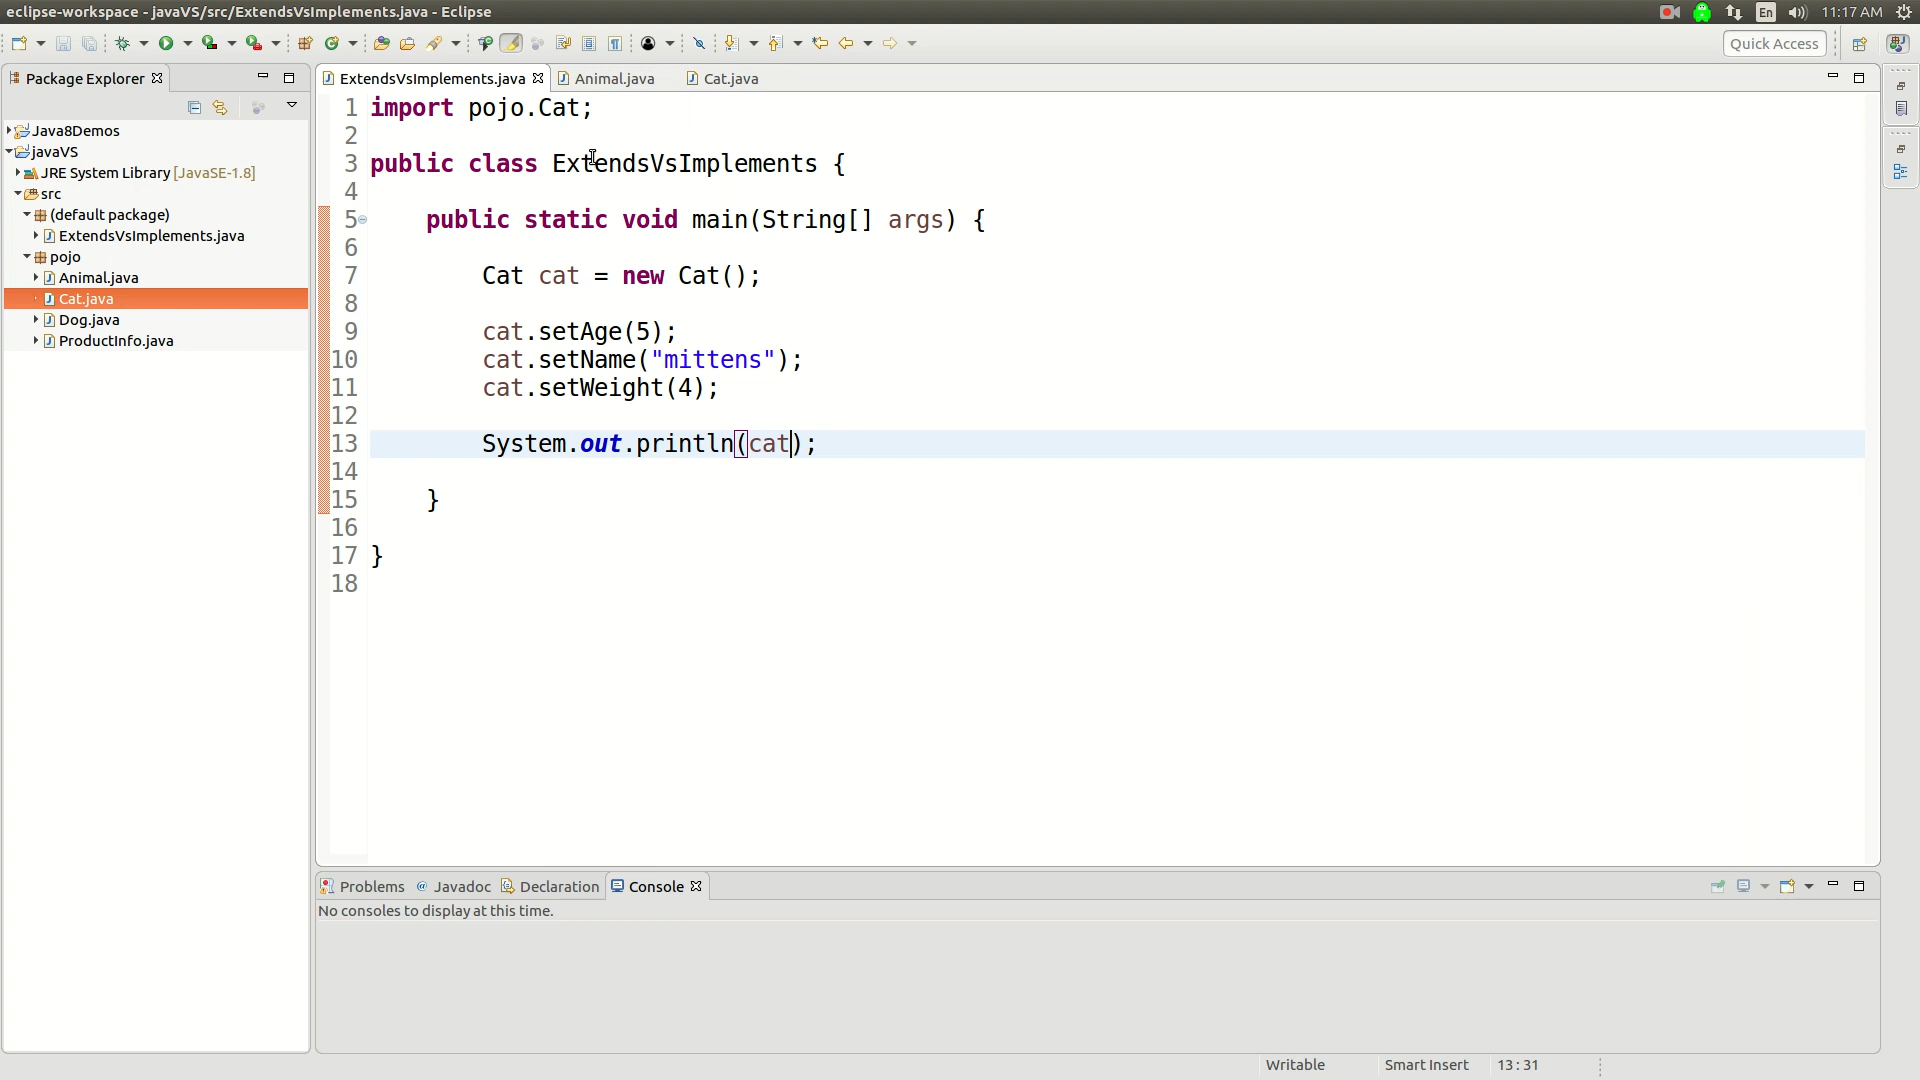 eclipse-workspace - javaVS/src/ExtendsVsImplements.java - Eclipse
En
11:17 AM
Quick Access
Package Explorer
ExtendsVsImplements.java
Animal.java
Cat.java
Java8Demos
javaVS
JRE System Library [JavaSE-1.8]
src
(default package)
ExtendsVsImplements.java
pojo
Animal.java
Cat.java
Dog.java
ProductInfo.java
1 import pojo.Cat;
2
3 public class ExtendsVsImplements {
4
5 public static void main(String[] args) {
6
7 Cat cat = new Cat();
8
9 cat.setAge(5);
10 cat.setName("mittens");
11 cat.setWeight(4);
12
13 System.out.println(cat);
14
15 }
16
17 }
18
Problems
@ Javadoc
Declaration
Console
No consoles to display at this time.
Writable
Smart Insert
13 : 31